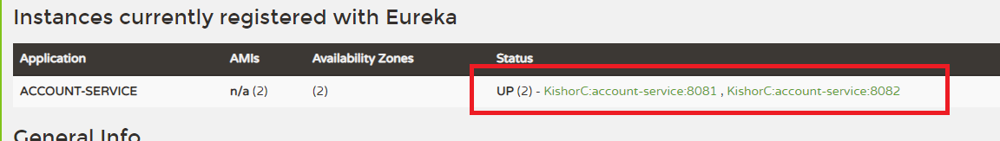 Instances currently registered with Eureka
Application AMIs Availability Zones Status
ACCOUNT-SERVICE n/a (2) (2) UP (2) - KishorC:account-service:8081 , KishorC:account-service:8082
General Info